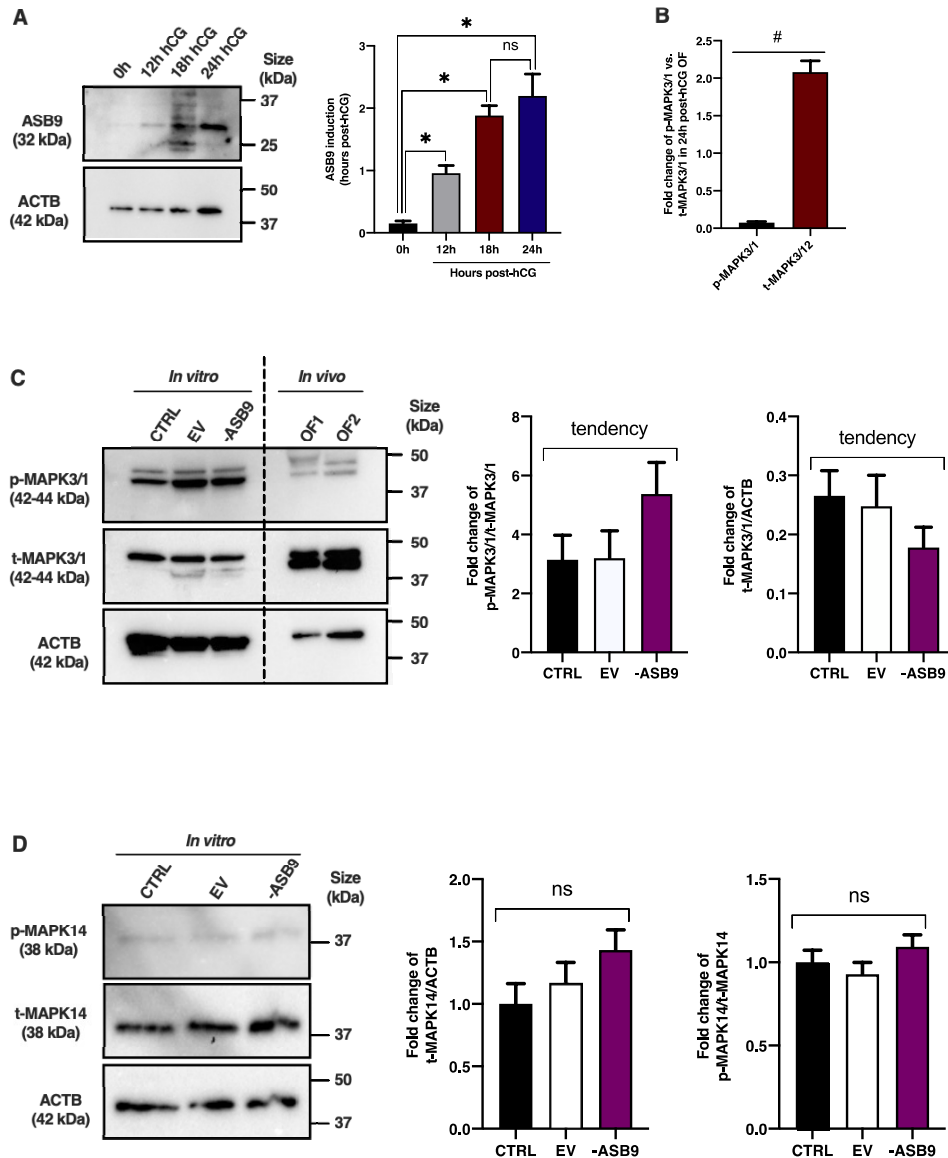 A
0h
12h hCG
18h hCG
24h hCG
Size
(kDa)
ASB9
(32 kDa)
37
25
ACTB
(42 kDa)
50
37
ASB9 induction
(hours post-hCG)
3
2
1
0
*
*
*
ns
0h
12h
18h
24h
Hours post-hCG
B
Fold change of p-MAPK3/1 vs.
t-MAPK3/1 in 24h post-hCG OF
#
2.5
2.0
1.5
1.0
0.5
0.0
p-MAPK3/1
t-MAPK3/12
C
In vitro
In vivo
CTRL
EV
-ASB9
OF1
OF2
Size
(kDa)
p-MAPK3/1
(42-44 kDa)
50
37
t-MAPK3/1
(42-44 kDa)
50
37
ACTB
(42 kDa)
50
37
Fold change of
p-MAPK3/1/t-MAPK3/1
8
6
4
2
0
tendency
CTRL EV -ASB9
Fold change of
t-MAPK3/1/ACTB
0.4
0.3
0.2
0.1
0.0
tendency
CTRL EV -ASB9
D
In vitro
CTRL
EV
-ASB9
Size
(kDa)
p-MAPK14
(38 kDa)
37
t-MAPK14
(38 kDa)
37
ACTB
(42 kDa)
50
37
Fold change of
t-MAPK14/ACTB
2.0
1.5
1.0
0.5
0.0
ns
CTRL EV -ASB9
Fold change of
p-MAPK14/t-MAPK14
1.5
1.0
0.5
0.0
ns
CTRL EV -ASB9